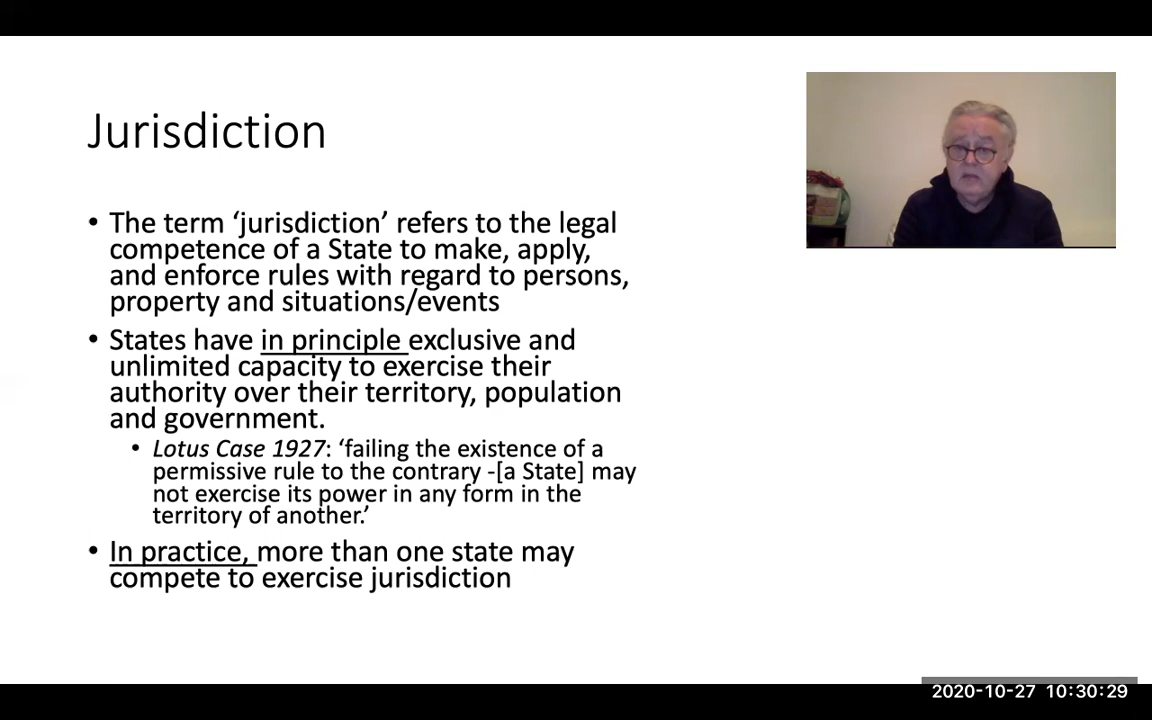 Jurisdiction
• The term ‘jurisdiction’ refers to the legal
competence of a State to make, apply,
and enforce rules with regard to persons,
property and situations/events
• States have in principle exclusive and
unlimited capacity to exercise their
authority over their territory, population
and government.
• Lotus Case 1927: ‘failing the existence of a
permissive rule to the contrary -[a State] may
not exercise its power in any form in the
territory of another.’
• In practice, more than one state may
compete to exercise jurisdiction
2020-10-27 10:30:29